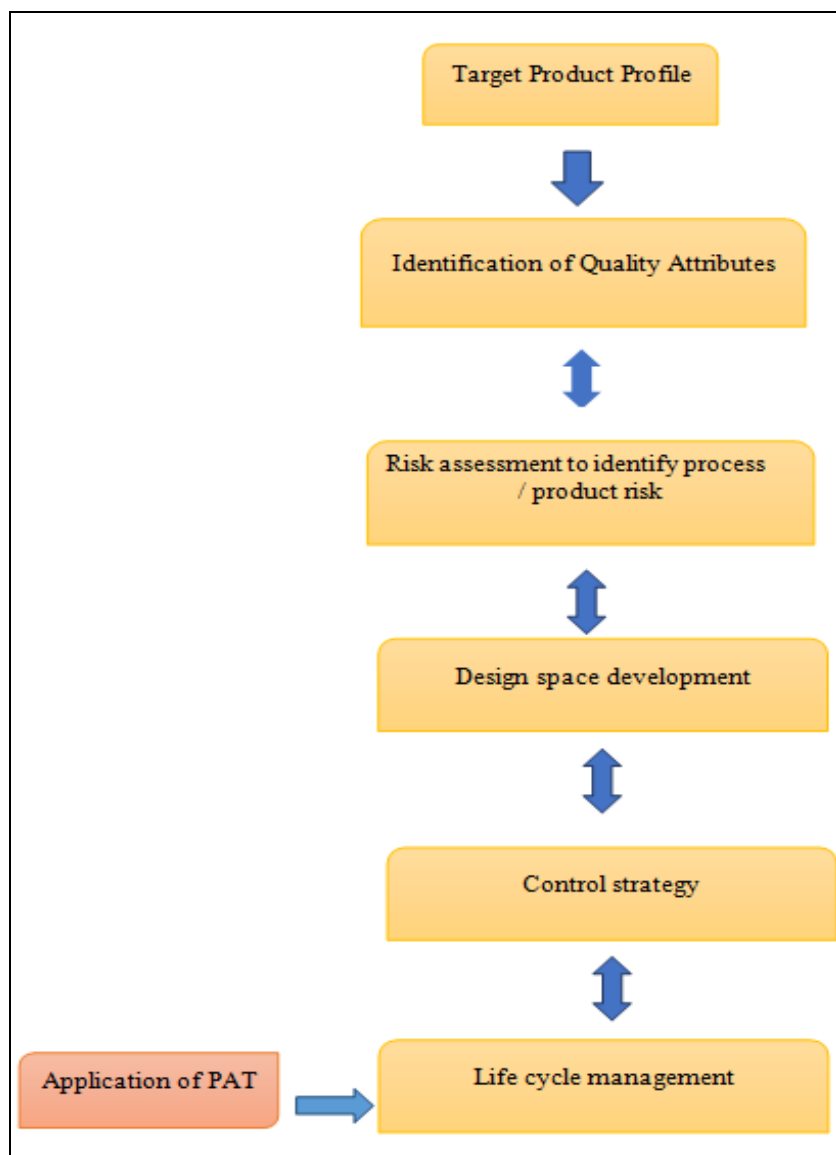 Target Product Profile
Identification of Quality Attributes
Risk assessment to identify process
/ product risk
Design space development
Control strategy
Application of PAT
Life cycle management